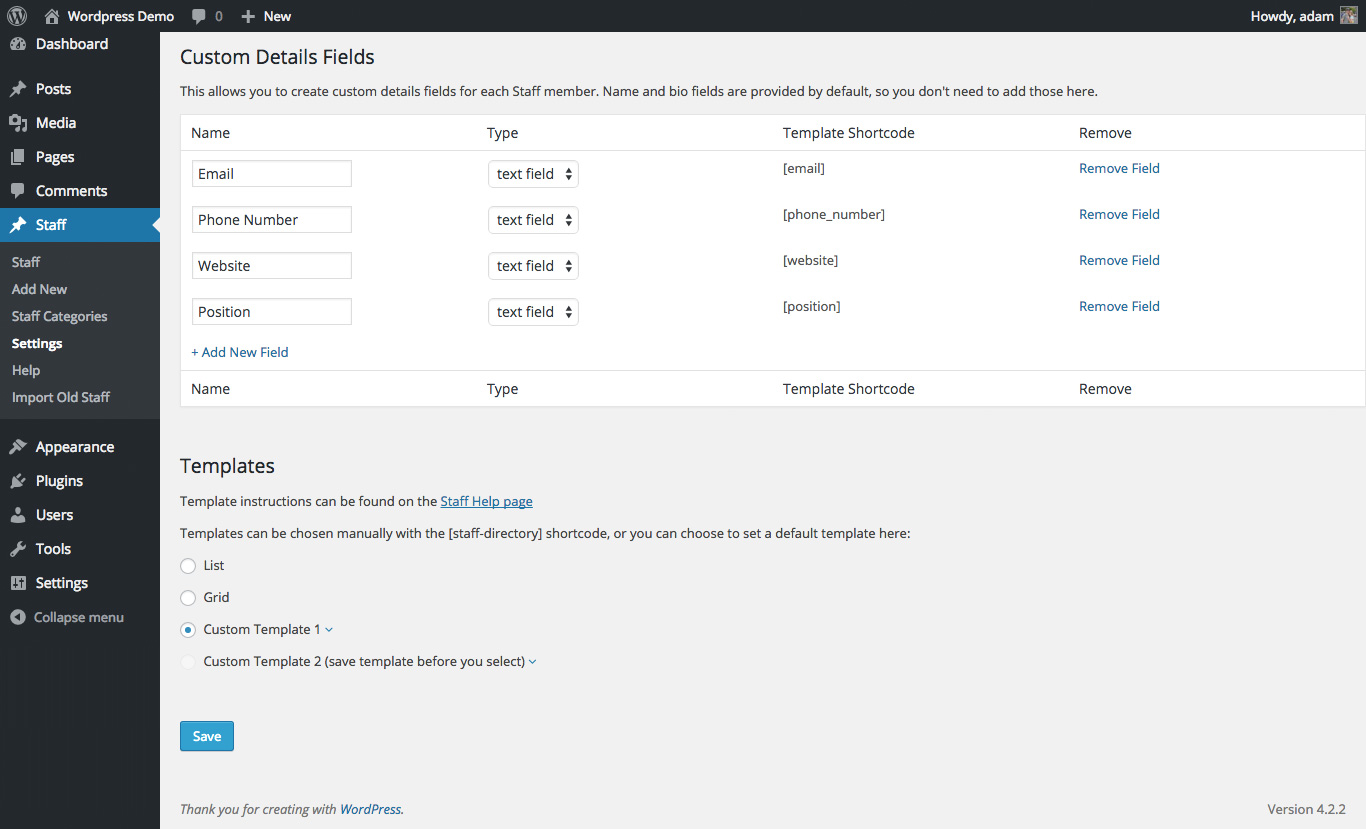 Wordpress Demo 0 New Howdy, adam
Dashboard
Posts
Media
Pages
Comments
Staff
Staff
Add New
Staff Categories
Settings
Help
Import Old Staff
Appearance
Plugins
Users
Tools
Settings
Collapse menu
Custom Details Fields
This allows you to create custom details fields for each Staff member. Name and bio fields are provided by default, so you don't need to add those here.
Name Type Template Shortcode Remove
Email text field [email] Remove Field
Phone Number text field [phone_number] Remove Field
Website text field [website] Remove Field
Position text field [position] Remove Field
+ Add New Field
Name Type Template Shortcode Remove
Templates
Template instructions can be found on the Staff Help page
Templates can be chosen manually with the [staff-directory] shortcode, or you can choose to set a default template here:
List
Grid
Custom Template 1
Custom Template 2 (save template before you select)
Save
Thank you for creating with WordPress. Version 4.2.2